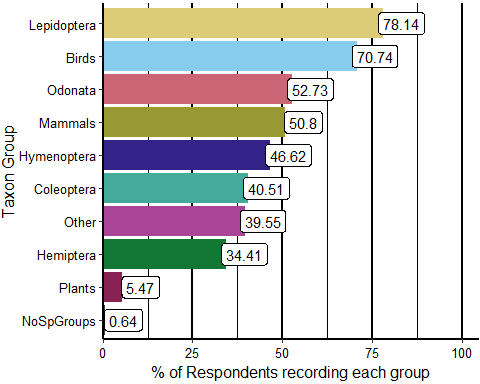 Taxon Group
Lepidoptera 78.14
Birds 70.74
Odonata 52.73
Mammals 50.8
Hymenoptera 46.62
Coleoptera 40.51
Other 39.55
Hemiptera 34.41
Plants 5.47
NoSpGroups 0.64
0 25 50 75 100
% of Respondents recording each group